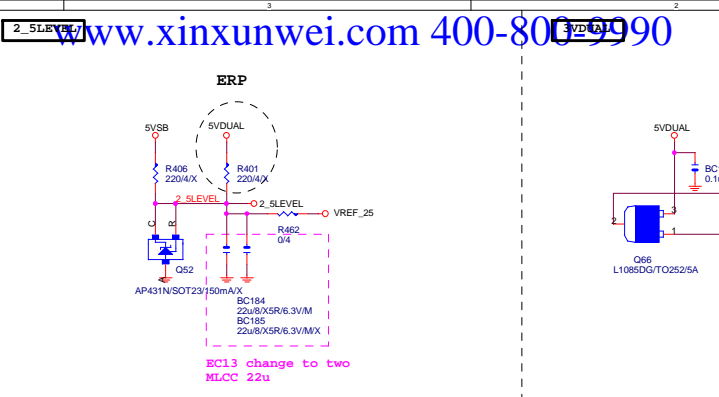 3
2
2_5LEVEL
www.xinxunwei.com 400-800-9990
3VDUAL
ERP
5VSB
5VDUAL
5VDUAL
R406
220/4/X
R401
220/4/X
2_5LEVEL
2_5LEVEL
VREF_25
R462
0/4
C
R
A
Q52
AP431N/SOT23/150mA/X
BC184
22u/8/X5R/6.3V/M
BC185
22u/8/X5R/6.3V/M/X
EC13 change to two
MLCC 22u
3
2
1
Q66
L1085DG/TO252/5A